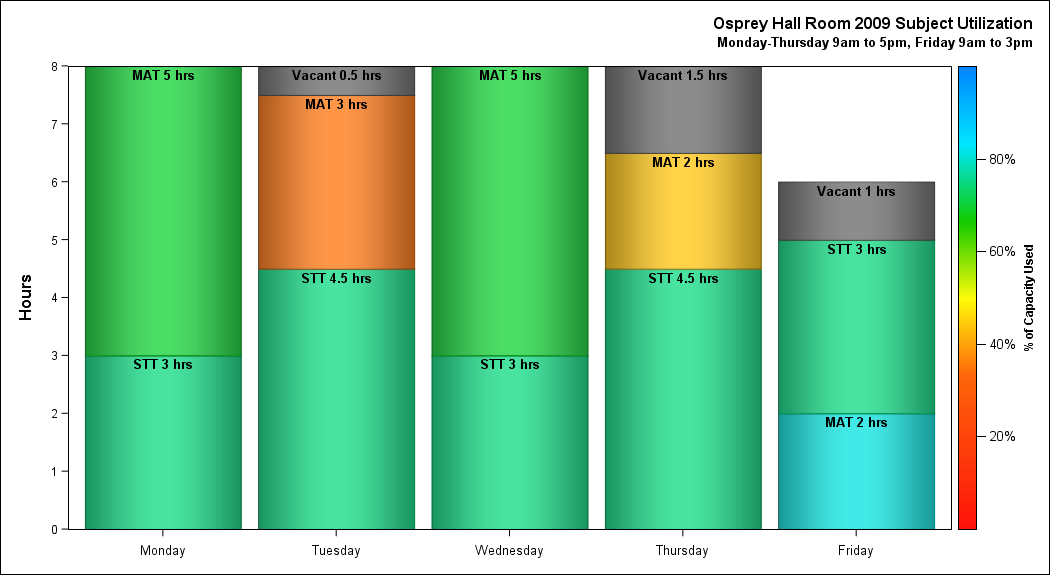 Osprey Hall Room 2009 Subject Utilization
Monday-Thursday 9am to 5pm, Friday 9am to 3pm
8
7
6
5
4
3
2
1
0
Hours
MAT 5 hrs
STT 3 hrs
Vacant 0.5 hrs
MAT 3 hrs
STT 4.5 hrs
MAT 5 hrs
STT 3 hrs
Vacant 1.5 hrs
MAT 2 hrs
STT 4.5 hrs
Vacant 1 hrs
STT 3 hrs
MAT 2 hrs
Monday
Tuesday
Wednesday
Thursday
Friday
80%
60%
40%
20%
% of Capacity Used